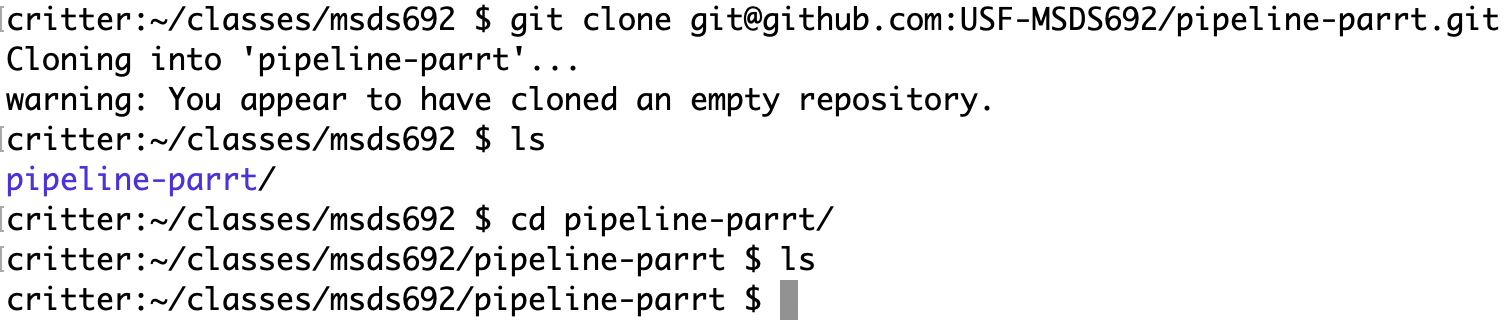 critter:~/classes/msds692 $ git clone git@github.com:USF-MSDS692/pipeline-parrt.git
Cloning into 'pipeline-parrt'...
warning: You appear to have cloned an empty repository.
critter:~/classes/msds692 $ ls
pipeline-parrt/
critter:~/classes/msds692 $ cd pipeline-parrt/
critter:~/classes/msds692/pipeline-parrt $ ls
critter:~/classes/msds692/pipeline-parrt $